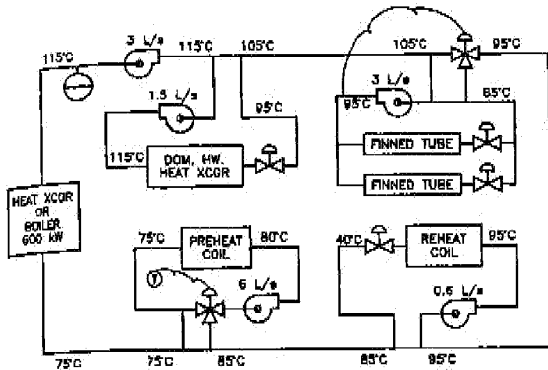 3 L/s
115°C
115°C
105°C
105°C
95°C
1.5 L/s
3 L/s
95°C
95°C
85°C
115°C
DOM. HW.
HEAT XCGR
FINNED TUBE
FINNED TUBE
HEAT XCGR
OR
BOILER
600 kW
75°C
PREHEAT
COIL
80°C
40°C
REHEAT
COIL
95°C
T
6 L/s
0.6 L/s
75°C
75°C
85°C
85°C
95°C